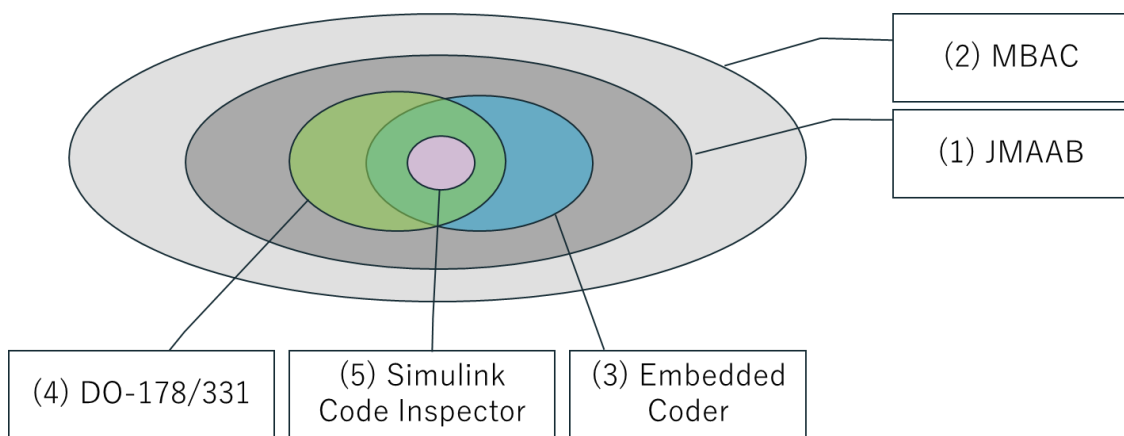 (2) MBAC
(1) JMAAB
(4) DO-178/331
(5) Simulink
Code Inspector
(3) Embedded
Coder